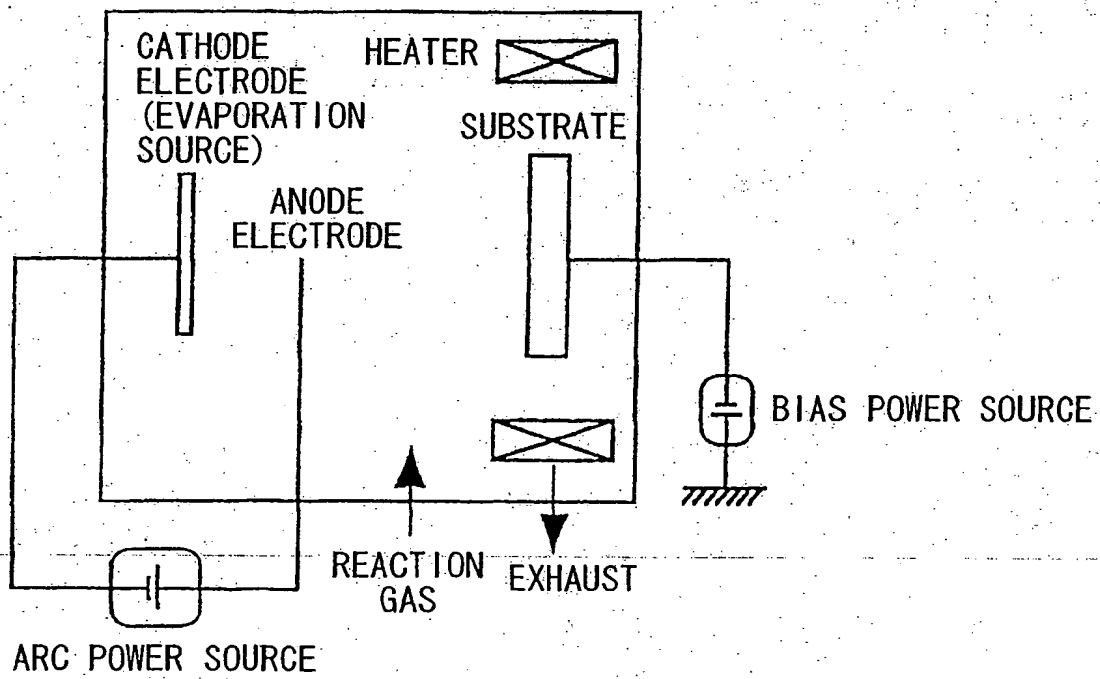 CATHODE
ELECTRODE
(EVAPORATION
SOURCE)
HEATER
SUBSTRATE
ANODE
ELECTRODE
BIAS POWER SOURCE
REACTION
GAS
EXHAUST
ARC POWER SOURCE